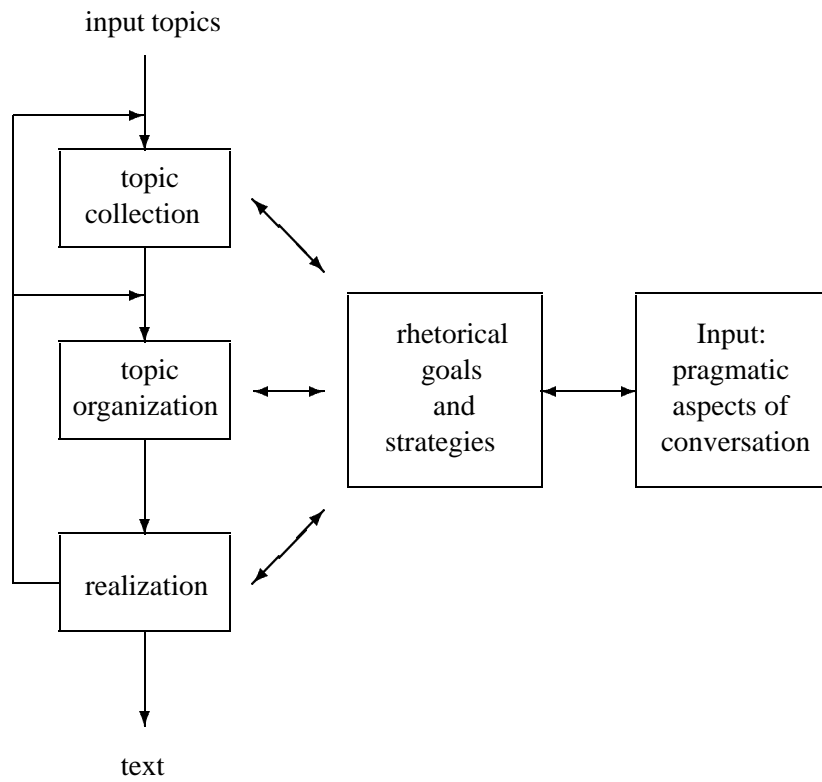 input topics
topic
collection
topic
organization
realization
text
rhetorical
goals
and
strategies
Input:
pragmatic
aspects of
conversation